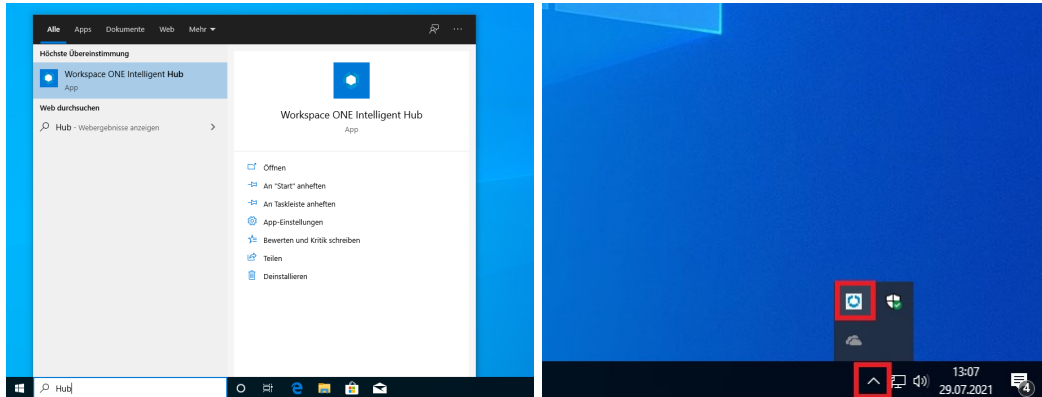 Alle Apps Dokumente Web Mehr
Höchste Übereinstimmung
Workspace ONE Intelligent Hub
App
Web durchsuchen
Hub - Webergebnisse anzeigen
Workspace ONE Intelligent Hub
App
Öffnen
An "Start" anheften
An Taskleiste anheften
App-Einstellungen
Bewerten und Kritik schreiben
Teilen
Deinstallieren
Hub
13:07
29.07.2021
4